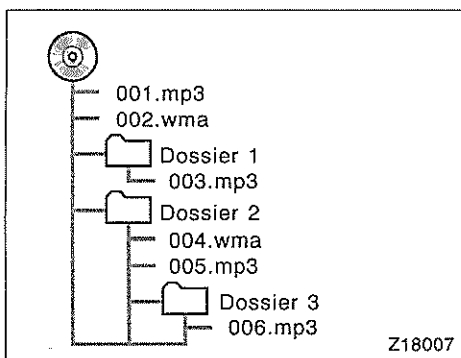 001.mp3
002.wma
Dossier 1
003.mp3
Dossier 2
004.wma
005.mp3
Dossier 3
006.mp3
Z18007